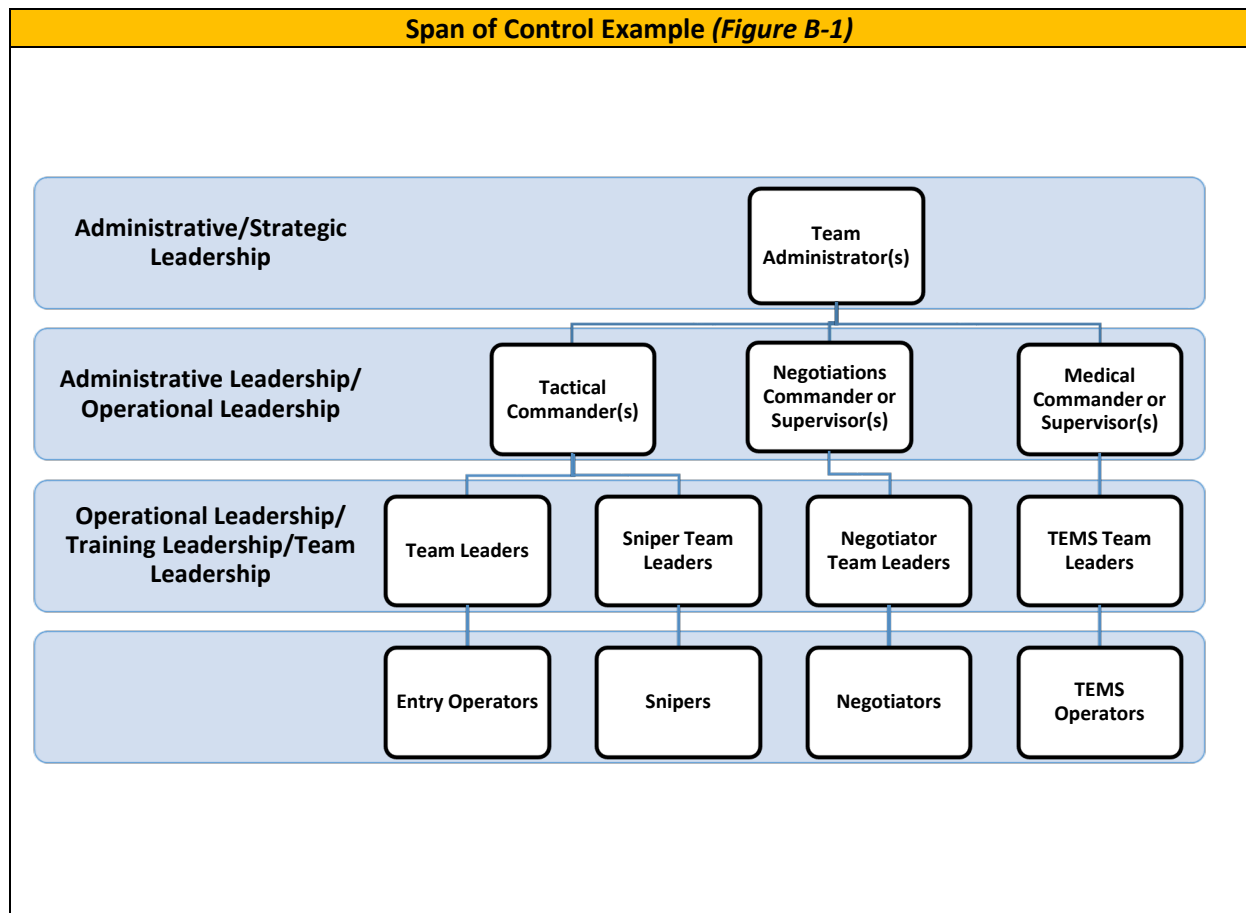 Span of Control Example (Figure B-1)
Administrative/Strategic
Leadership
Team
Administrator(s)
Administrative Leadership/
Operational Leadership
Tactical
Commander(s)
Negotiations
Commander or
Supervisor(s)
Medical
Commander or
Supervisor(s)
Operational Leadership/
Training Leadership/Team
Leadership
Team Leaders
Sniper Team
Leaders
Negotiator
Team Leaders
TEMS Team
Leaders
Entry Operators
Snipers
Negotiators
TEMS
Operators